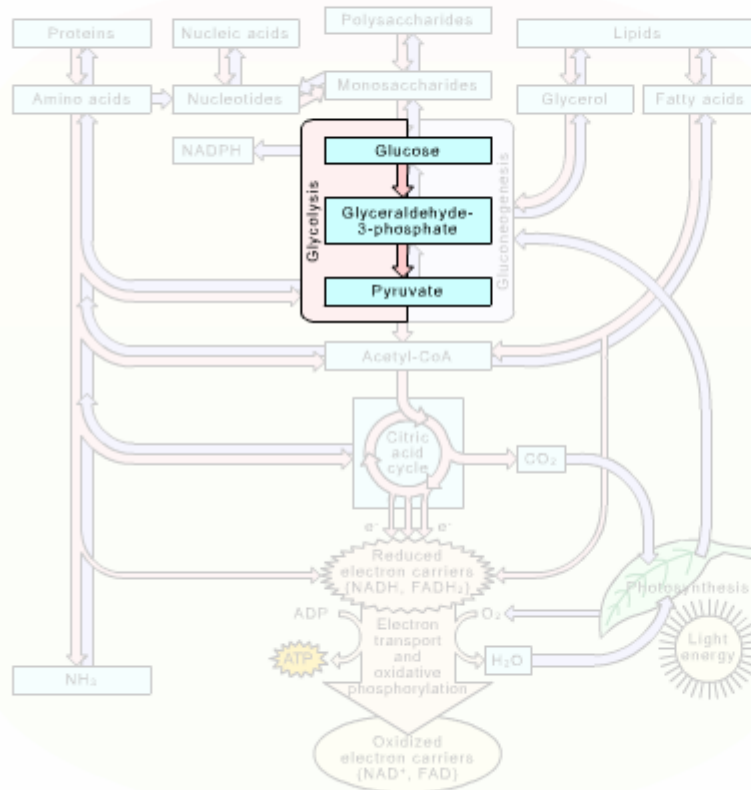 Polysaccharides
Proteins
Nucleic acids
Lipids
Monosaccharides
Amino acids
Nucleotides
Glycerol
Fatty acids
NADPH
Glycolysis
Glucose
Glyceraldehyde-
3-phosphate
Pyruvate
Gluconeogenesis
Acetyl-CoA
Citric
acid
cycle
CO₂
e⁻
e⁻
Reduced
electron carriers
(NADH, FADH₂)
Photosynthesis
ADP
O₂
Electron
transport
and
oxidative
phosphorylation
ATP
H₂O
Light
energy
NH₃
Oxidized
electron carriers
(NAD⁺, FAD)